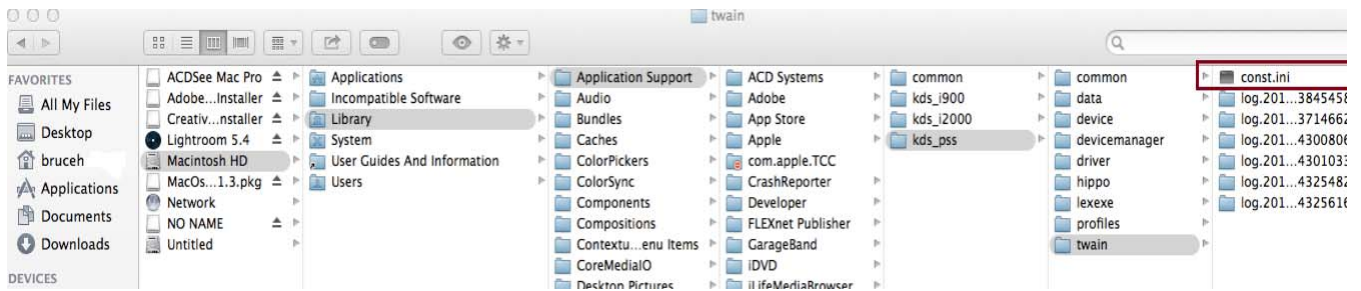 twain
FAVORITES
All My Files
Desktop
bruceh
Applications
Documents
Downloads
DEVICES
ACDSee Mac Pro
Adobe...Installer
Creativ...nstaller
Lightroom 5.4
Macintosh HD
MacOs...1.3.pkg
Network
NO NAME
Untitled
Applications
Incompatible Software
Library
System
User Guides And Information
Users
Application Support
Audio
Bundles
Caches
ColorPickers
ColorSync
Components
Compositions
Contextu...enu Items
CoreMediaIO
Desktop Pictures
ACD Systems
Adobe
App Store
Apple
com.apple.TCC
CrashReporter
Developer
FLEXnet Publisher
GarageBand
iDVD
iLifeMediaBrowser
common
kds_i900
kds_i2000
kds_pss
common
data
device
devicemanager
driver
hippo
lexexe
profiles
twain
const.ini
log.201...3845458
log.201...3714662
log.201...4300806
log.201...4301033
log.201...4325482
log.201...4325616